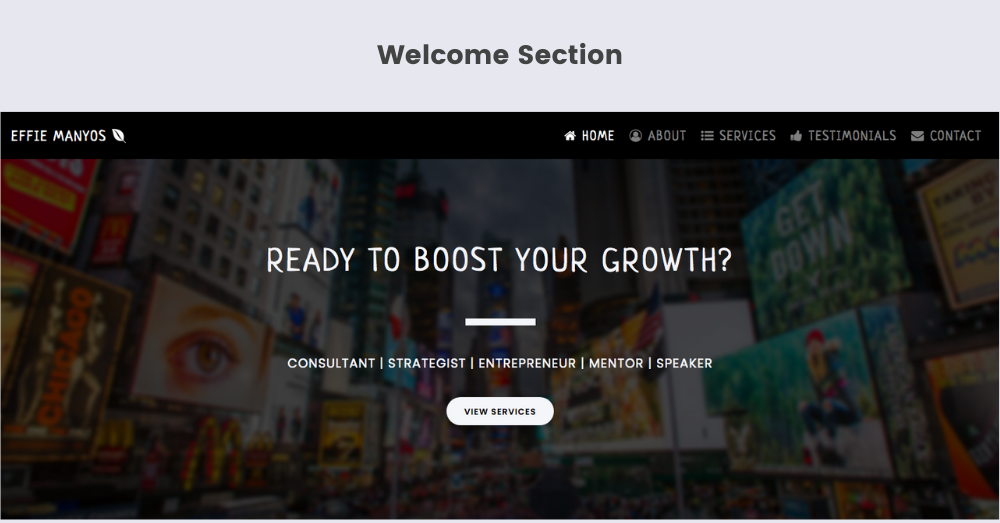 Welcome Section
EFFIE MANYOS
HOME
ABOUT
SERVICES
TESTIMONIALS
CONTACT
GET
DOWN
READY TO BOOST YOUR GROWTH?
CHICAGO
CONSULTANT | STRATEGIST | ENTREPRENEUR | MENTOR | SPEAKER
VIEW SERVICES